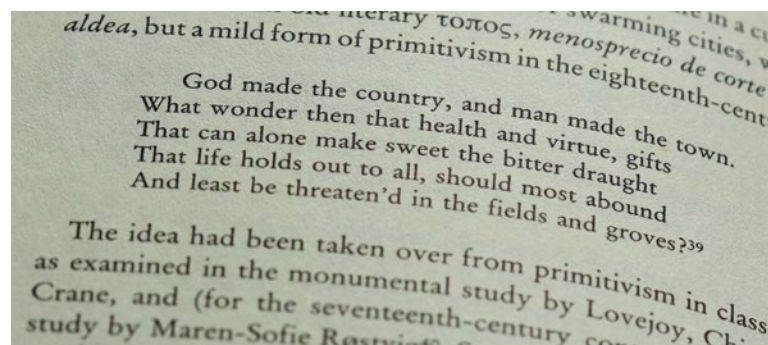 literary τοπος, menosprecio de corte
swarming cities,
aldea, but a mild form of primitivism in the eighteenth-cent
God made the country, and man made the town.
What wonder then that health and virtue, gifts
That can alone make sweet the bitter draught
That life holds out to all, should most abound
And least be threaten'd in the fields and groves?39
The idea had been taken over from primitivism in class
as examined in the monumental study by Lovejoy, Chi
Crane, and (for the seventeenth-century
study by Maren-Sofie